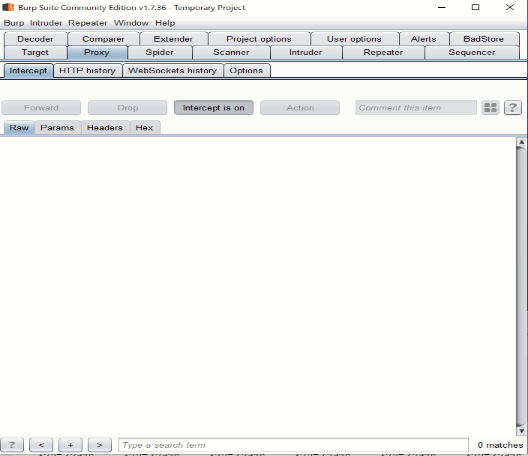 Burp Suite Community Edition v1.7.36 - Temporary Project
Burp Intruder Repeater Window Help
Decoder Comparer Extender Project options User options Alerts BadStore
Target Proxy Spider Scanner Intruder Repeater Sequencer
Intercept HTTP history WebSockets history Options
Forward Drop Intercept is on Action Comment this item ?
Raw Params Headers Hex
? < + > Type a search term 0 matches